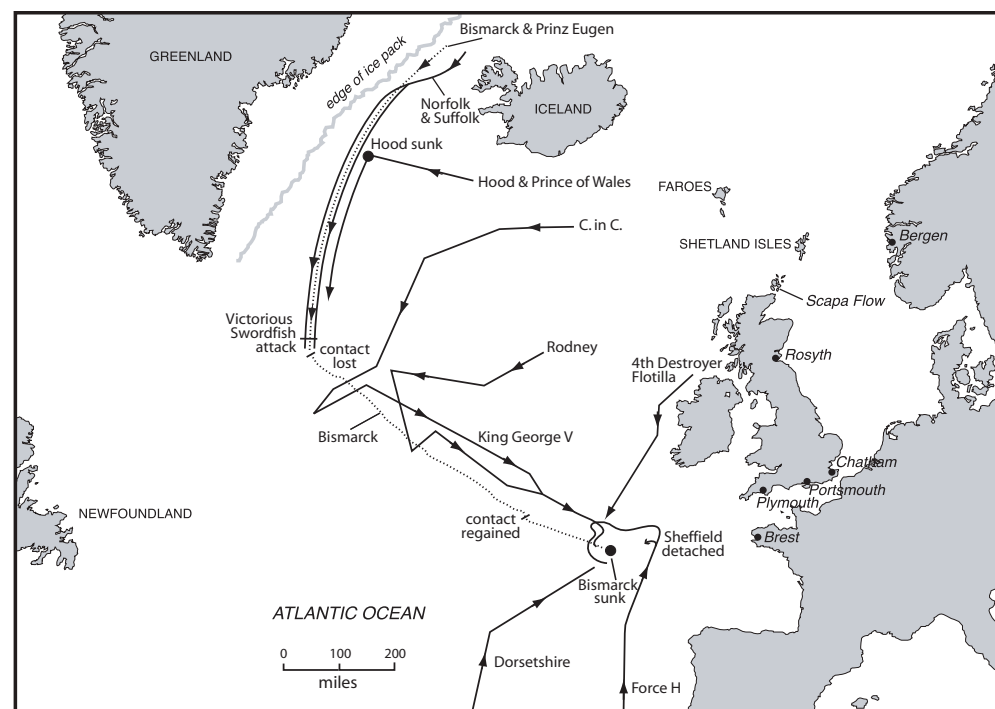 Bismarck & Prinz Eugen
GREENLAND
edge of ice pack
Norfolk
& Suffolk
ICELAND
Hood sunk
Hood & Prince of Wales
FAROES
C. in C.
SHETLAND ISLES
Bergen
Scapa Flow
Victorious
Swordfish
attack
contact
lost
Rodney
4th Destroyer
Flotilla
Rosyth
Bismarck
King George V
Chatham
Portsmouth
Plymouth
NEWFOUNDLAND
contact
regained
Sheffield
detached
Brest
Bismarck
sunk
ATLANTIC OCEAN
0 100 200
miles
Dorsetshire
Force H